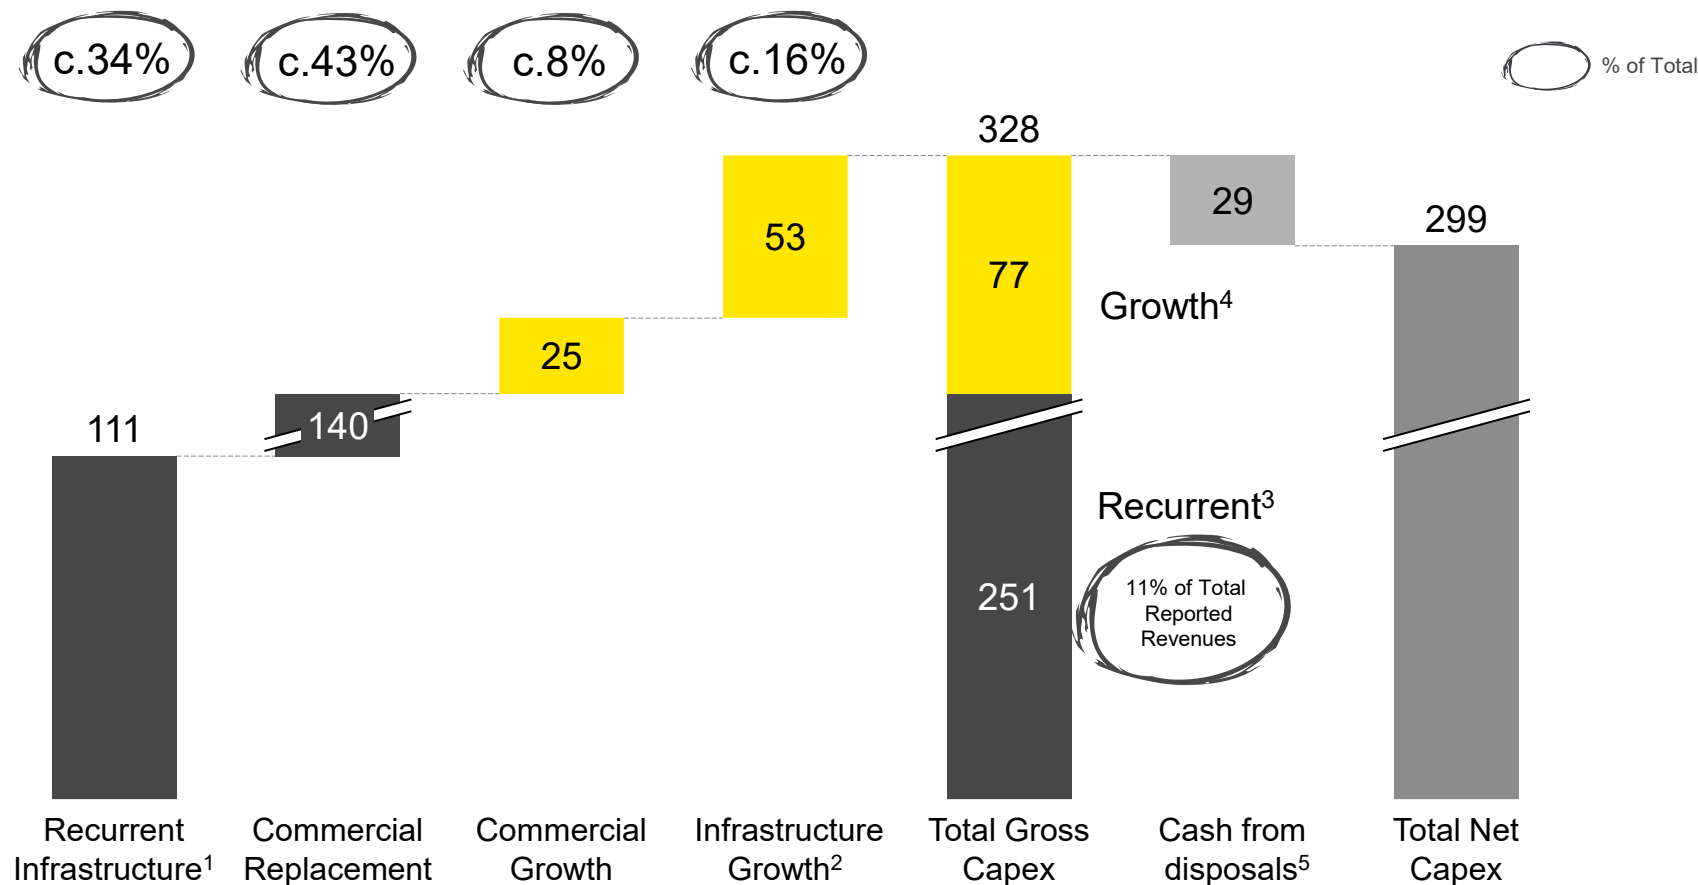 c.34%
c.43%
c.8%
c.16%
% of Total
328
53
29
299
77
Growth⁴
25
111
140
Recurrent³
251
11% of Total
Reported
Revenues
Recurrent
Infrastructure¹
Commercial
Replacement
Commercial
Growth
Infrastructure
Growth²
Total Gross
Capex
Cash from
disposals⁵
Total Net
Capex